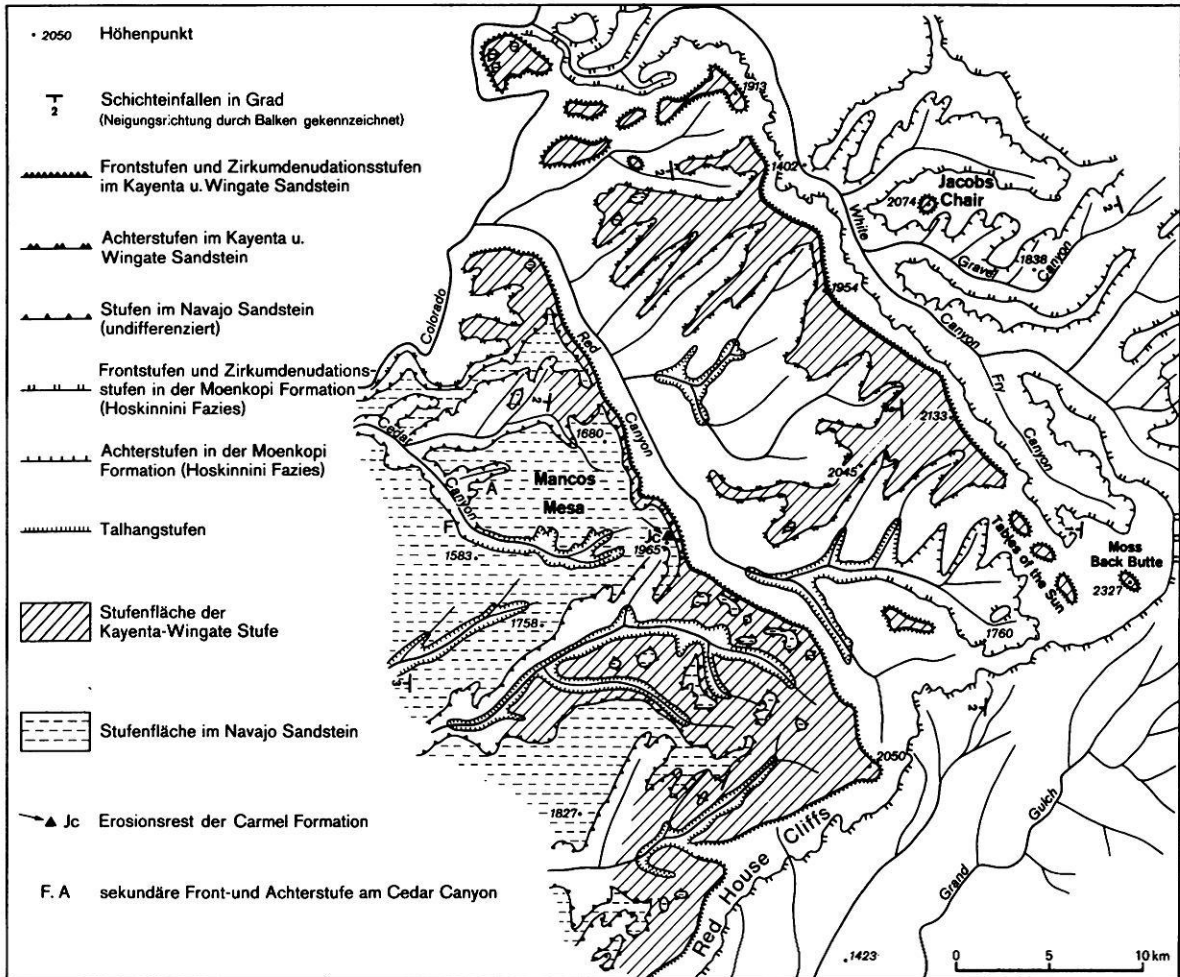 · 2050 Höhenpunkt
2 Schichteinfallen in Grad
(Neigungsrichtung durch Balken gekennzeichnet)
Frontstufen und Zirkumdenudationsstufen
im Kayenta u. Wingate Sandstein
Achterstufen im Kayenta u.
Wingate Sandstein
Stufen im Navajo Sandstein
(undifferenziert)
Frontstufen und Zirkumdenudations-
stufen in der Moenkopi Formation
(Hoskinnini Fazies)
Achterstufen in der Moenkopi
Formation (Hoskinnini Fazies)
Talhangstufen
Stufenfläche der
Kayenta-Wingate Stufe
Stufenfläche im Navajo Sandstein
Jc Erosionsrest der Carmel Formation
F. A sekundäre Front-und Achterstufe am Cedar Canyon
1913
1402
2
White
Canyon
Jacobs
Chair
2074
2
1838
Gravel
Canyon
1954
Colorado
Red
Canyon
Fry
Canyon
2133
2045
2
1680
Cedar
Canyon
A
F
Mancos
Mesa
Jc
1965
1583
1758
Tables of the Sun
Moss
Back Butte
2327
1760
2
2050
1827
Red House Cliffs
Grand
Gulch
1423
0 5 10 km